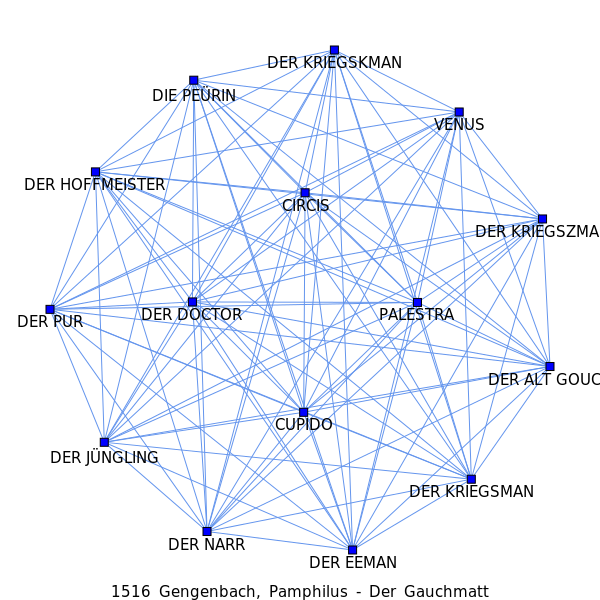 DER KRIEGSKMAN
DIE PEÜRIN
VENUS
DER HOFFMEISTER
CIRCIS
DER KRIEGSZMA
DER DOCTOR
PALESTRA
DER PUR
DER ALT GOUC
CUPIDO
DER JÜNGLING
DER KRIEGSMAN
DER NARR
DER EEMAN
1516 Gengenbach, Pamphilus - Der Gauchmatt